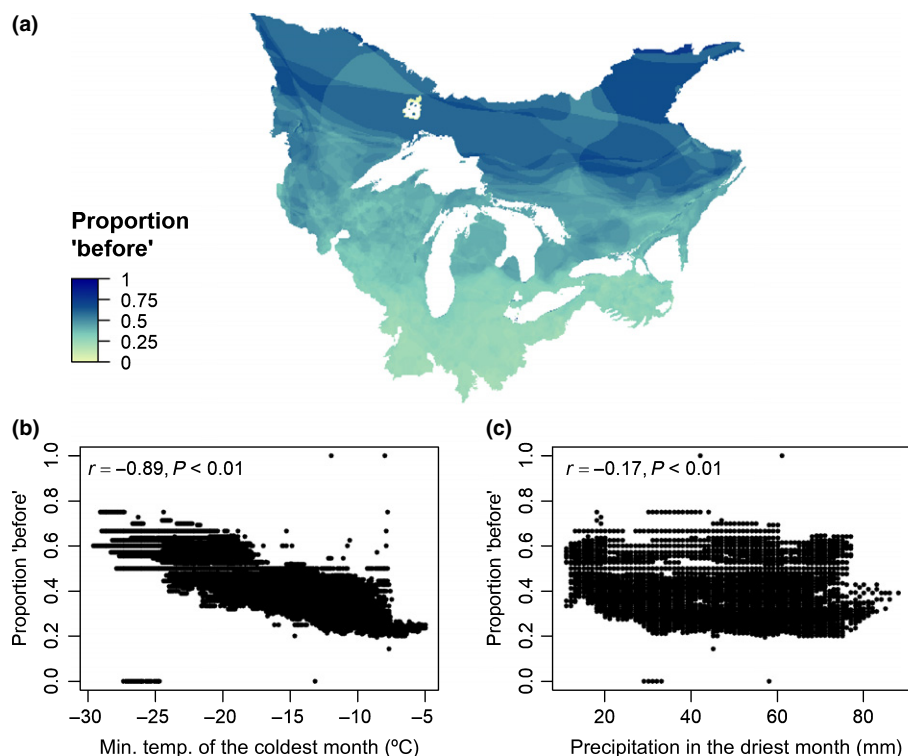 (a)
Proportion
'before'
1
0.75
0.5
0.25
0
(b)
r = –0.89, P < 0.01
Proportion 'before'
1.0
0.8
0.6
0.4
0.2
0.0
–30 –25 –20 –15 –10 –5
Min. temp. of the coldest month (ºC)
(c)
r = –0.17, P < 0.01
Proportion 'before'
1.0
0.8
0.6
0.4
0.2
0.0
20 40 60 80
Precipitation in the driest month (mm)